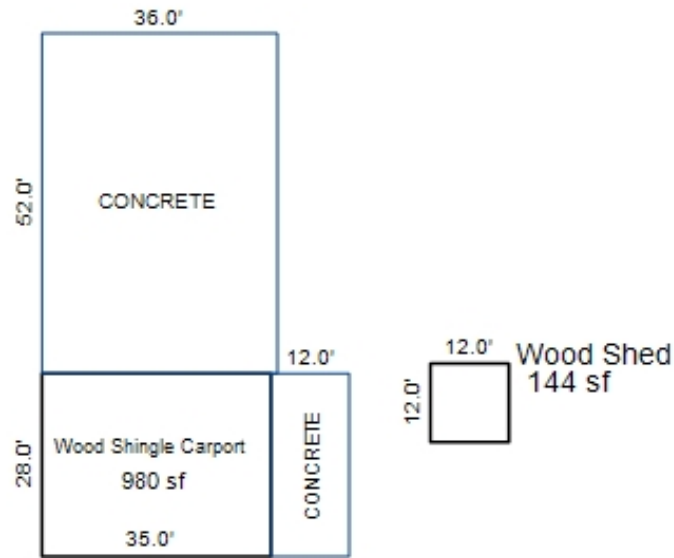 36.0'
52.0'
CONCRETE
12.0'
28.0'
Wood Shingle Carport
980 sf
35.0'
CONCRETE
12.0'
12.0'
Wood Shed
144 sf